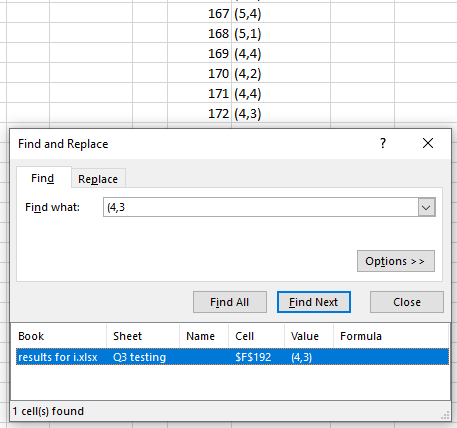 167 (5,4)
168 (5,1)
169 (4,4)
170 (4,2)
171 (4,4)
172 (4,3)
Find and Replace ? ×
Find Replace
Find what: (4,3
Options >>
Find All Find Next Close
Book Sheet Name Cell Value Formula
results for i.xlsx Q3 testing $F$192 (4,3)
1 cell(s) found